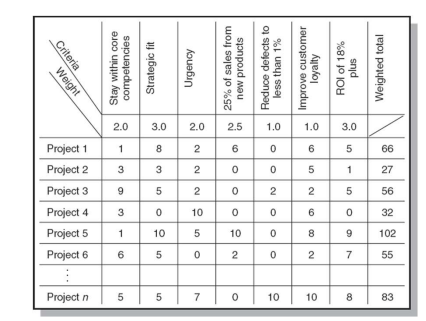 Criteria
Weight
Stay within core
competencies
Strategic fit
Urgency
25% of sales from
new products
Reduce defects to
less than 1%
Improve customer
loyalty
ROI of 18%
plus
Weighted total
2.0 3.0 2.0 2.5 1.0 1.0 3.0
Project 1 1 8 2 6 0 6 5 66
Project 2 3 3 2 0 0 5 1 27
Project 3 9 5 2 0 2 2 5 56
Project 4 3 0 10 0 0 6 0 32
Project 5 1 10 5 10 0 8 9 102
Project 6 6 5 0 2 0 2 7 55
⋮
Project n 5 5 7 0 10 10 8 83